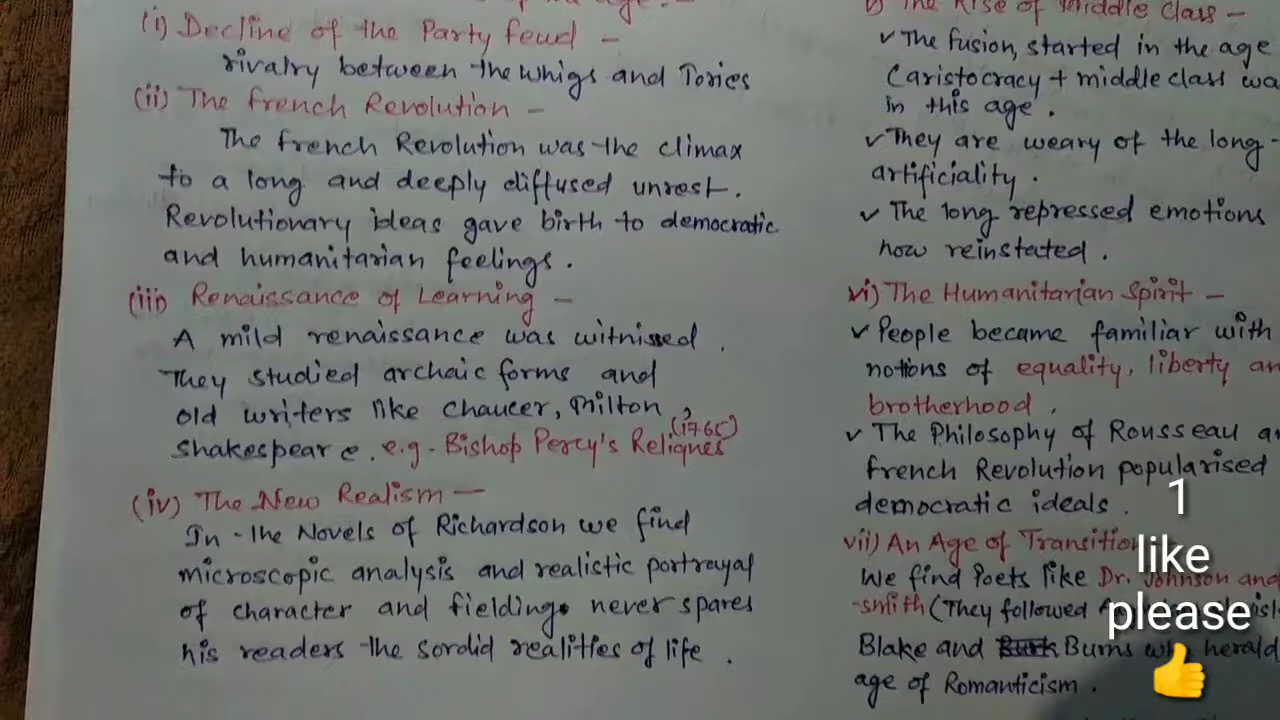 (i) Decline of the Party feud -
rivalry between the Whigs and Tories
(ii) The french Revolution -
The french Revolution was the climax
to a long and deeply diffused unrest.
Revolutionary ideas gave birth to democratic
and humanitarian feelings.
(iii) Renaissance of Learning -
A mild renaissance was witnissed.
They studied archaic forms and
old writers like Chaucer, Milton,
Shakespeare. e.g- Bishop Percy's Reliques (1765)
(iv) The New Realism -
In the Novels of Richardson we find
microscopic analysis and realistic portrayal
of character and fielding never spares
his readers the sordid realities of life.
v) The Rise of Middle Class -
✓ The fusion, started in the age
(aristocracy + middle class wa
in this age.
✓ They are weary of the long-
artificiality.
✓ The long repressed emotions
now reinstated.
vi) The Humanitarian Spirit -
✓ People became familiar with
notions of equality, liberty an
brotherhood.
✓ The Philosophy of Rousseau an
french Revolution popularised
democratic ideals.
vii) An Age of Transition
We find Poets like Dr. Johnson and
-smith (They followed
Blake and Burns who herald
age of Romanticism.
1
like
please
👍